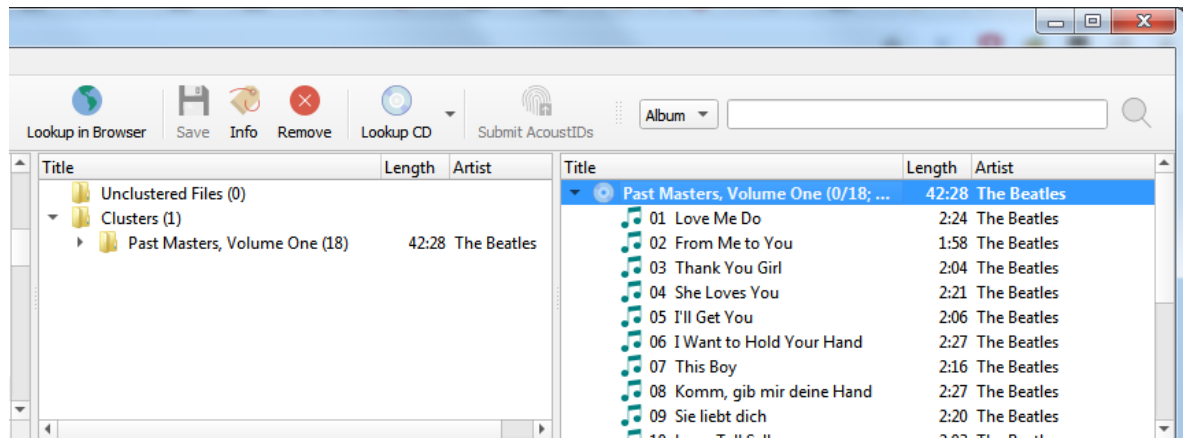 Lookup in Browser Save Info Remove Lookup CD Submit AcoustIDs Album
Title Length Artist
Unclustered Files (0)
Clusters (1)
Past Masters, Volume One (18) 42:28 The Beatles
Title Length Artist
Past Masters, Volume One (0/18; ... 42:28 The Beatles
01 Love Me Do 2:24 The Beatles
02 From Me to You 1:58 The Beatles
03 Thank You Girl 2:04 The Beatles
04 She Loves You 2:21 The Beatles
05 I'll Get You 2:06 The Beatles
06 I Want to Hold Your Hand 2:27 The Beatles
07 This Boy 2:16 The Beatles
08 Komm, gib mir deine Hand 2:27 The Beatles
09 Sie liebt dich 2:20 The Beatles